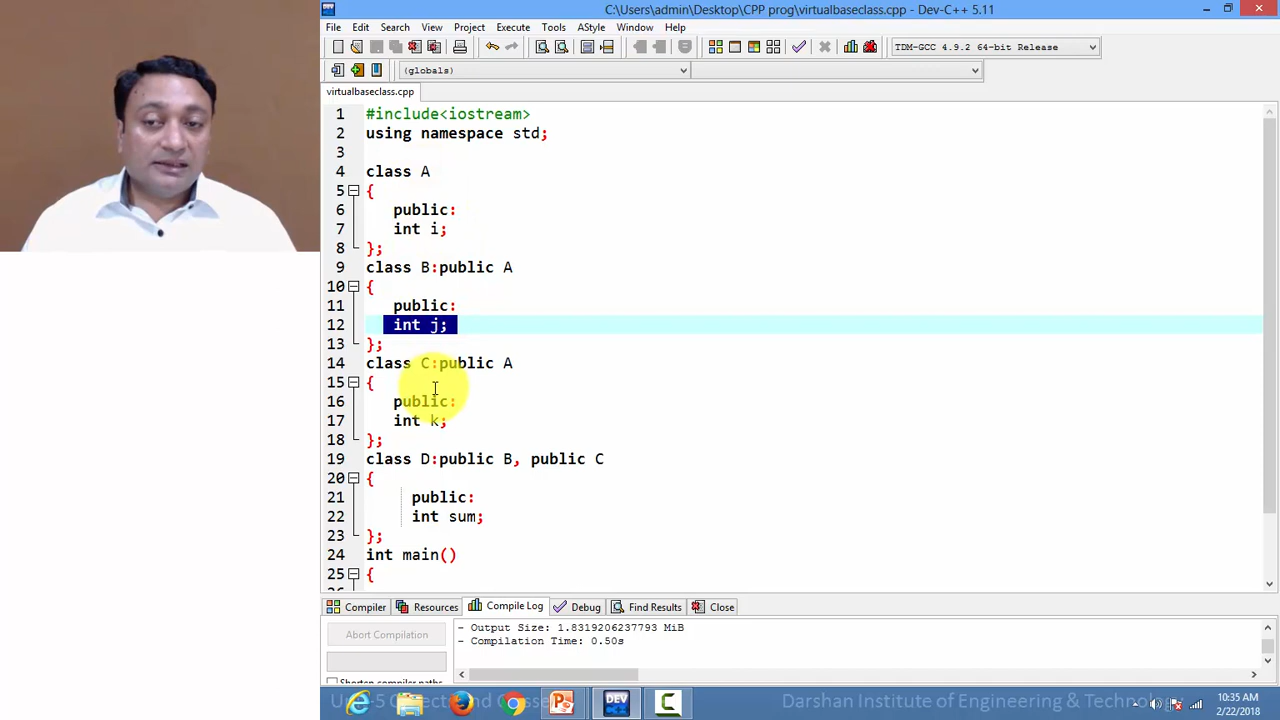 C:\Users\admin\Desktop\CPP prog\virtualbaseclass.cpp - Dev-C++ 5.11
File Edit Search View Project Execute Tools AStyle Window Help
TDM-GCC 4.9.2 64-bit Release
(globals)
virtualbaseclass.cpp
1 #include<iostream>
2 using namespace std;
3
4 class A
5 {
6 public:
7 int i;
8 };
9 class B:public A
10 {
11 public:
12 int j;
13 };
14 class C:public A
15 {
16 public:
17 int k;
18 };
19 class D:public B, public C
20 {
21 public:
22 int sum;
23 };
24 int main()
25 {
Compiler Resources Compile Log Debug Find Results Close
Abort Compilation
- Output Size: 1.8319206237793 MiB
- Compilation Time: 0.50s
Shorten compiler paths
Darshan Institute of Engineering & Technology
10:35 AM
2/22/2018